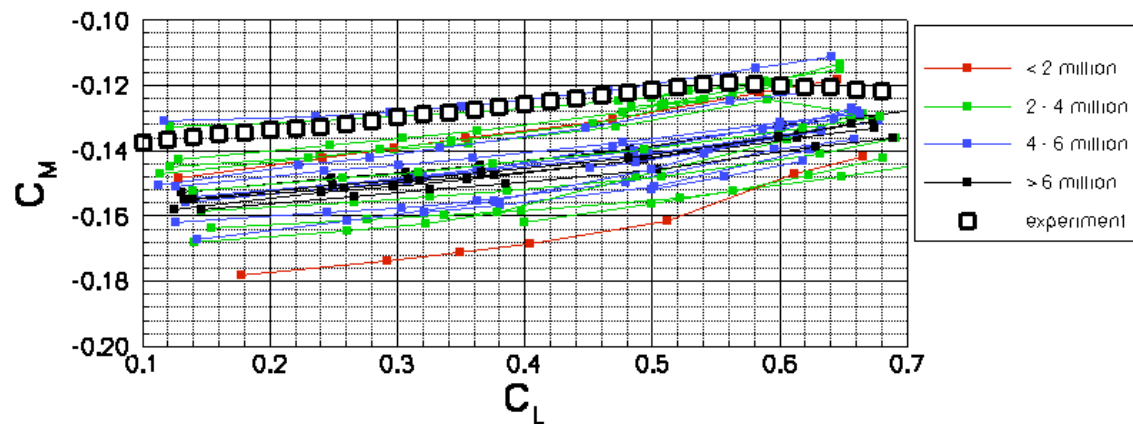 -0.10
-0.12
-0.14
-0.16
-0.18
-0.20
CM
0.1
0.2
0.3
0.4
0.5
0.6
0.7
CL
< 2 million
2 - 4 million
4 - 6 million
> 6 million
experiment